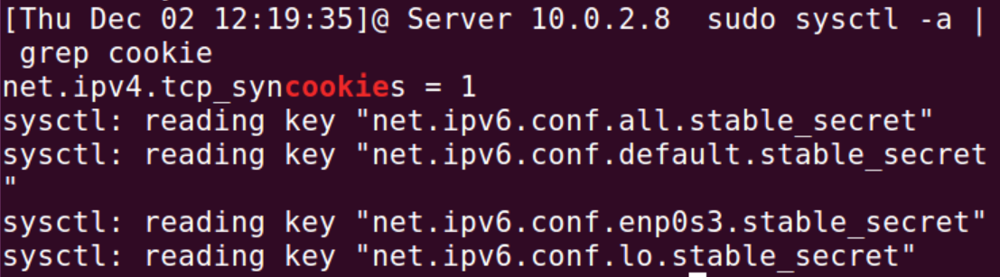 [Thu Dec 02 12:19:35]@ Server 10.0.2.8  sudo sysctl -a |
 grep cookie
net.ipv4.tcp_syncookies = 1
sysctl: reading key "net.ipv6.conf.all.stable_secret"
sysctl: reading key "net.ipv6.conf.default.stable_secret
"
sysctl: reading key "net.ipv6.conf.enp0s3.stable_secret"
sysctl: reading key "net.ipv6.conf.lo.stable_secret"